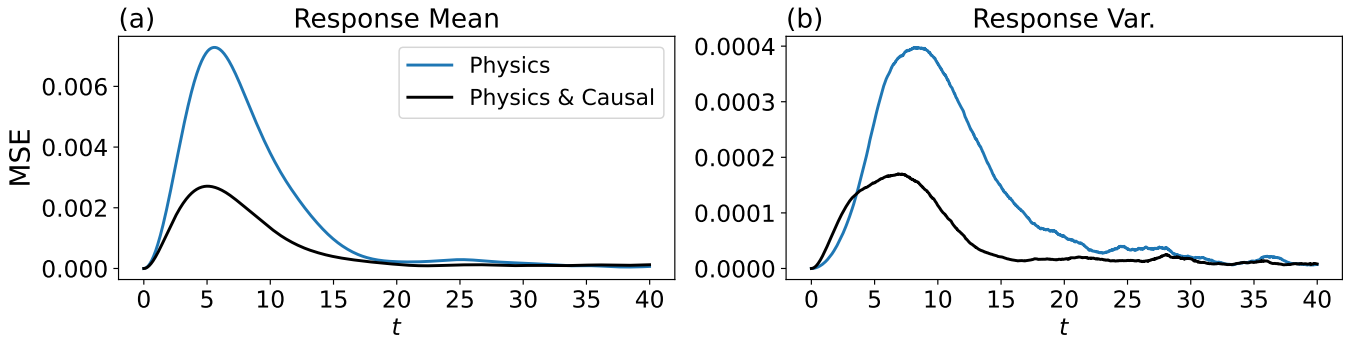 (a) Response Mean
MSE
0.006
0.004
0.002
0.000
Physics
Physics & Causal
0 5 10 15 20 25 30 35 40
t
(b) Response Var.
0.0004
0.0003
0.0002
0.0001
0.0000
0 5 10 15 20 25 30 35 40
t